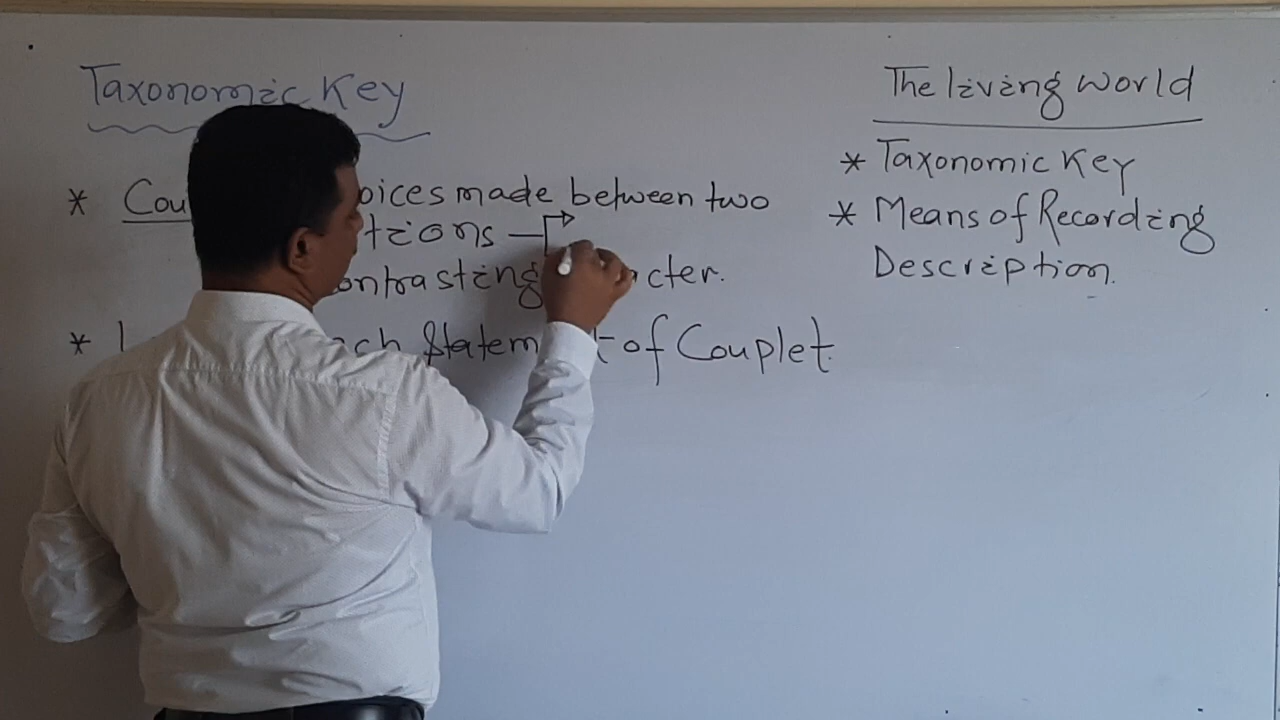 Taxonomic Key
* Cou oices made between two
tions
ontrasting cter.
* L ch Statem t of Couplet.
The living World
* Taxonomic Key
* Means of Recording
Description.